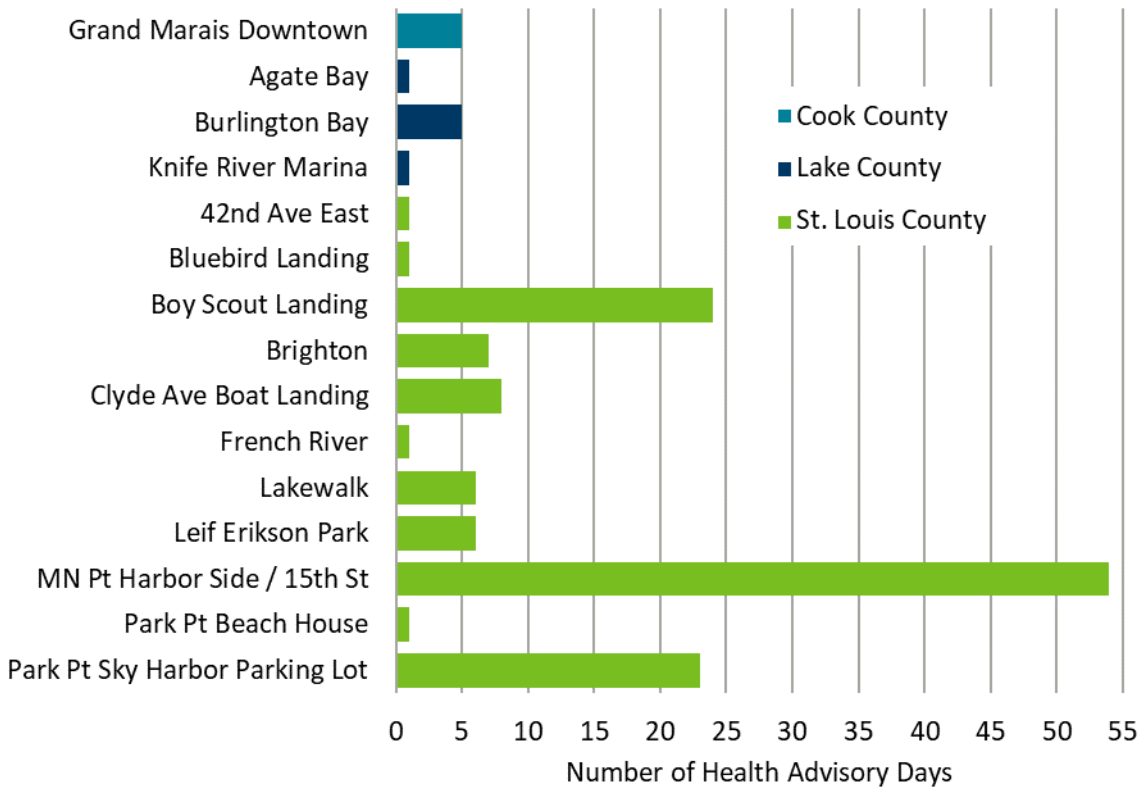 Grand Marais Downtown
Agate Bay
Burlington Bay
Knife River Marina
42nd Ave East
Bluebird Landing
Boy Scout Landing
Brighton
Clyde Ave Boat Landing
French River
Lakewalk
Leif Erikson Park
MN Pt Harbor Side / 15th St
Park Pt Beach House
Park Pt Sky Harbor Parking Lot
Cook County
Lake County
St. Louis County
0 5 10 15 20 25 30 35 40 45 50 55
Number of Health Advisory Days